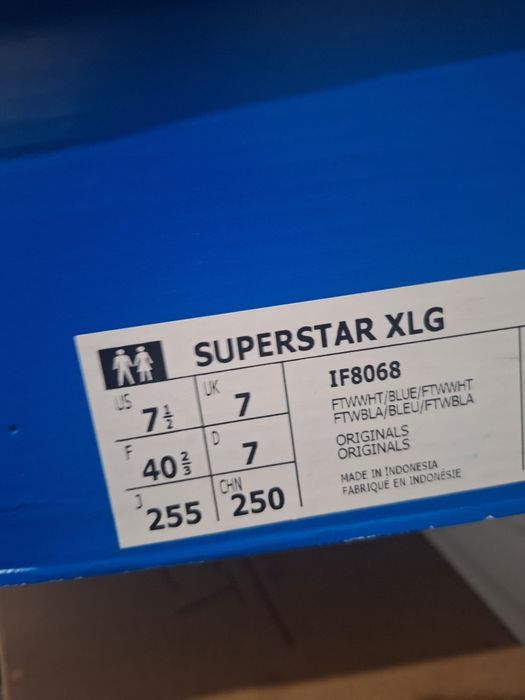 SUPERSTAR XLG
US 7½ UK 7
F 40⅔ D 7
J 255 CHN 250
IF8068
FTWWHT/BLUE/FTWWHT
FTWBLA/BLEU/FTWBLA
ORIGINALS
ORIGINALS
MADE IN INDONESIA
FABRIQUÉ EN INDONÉSIE